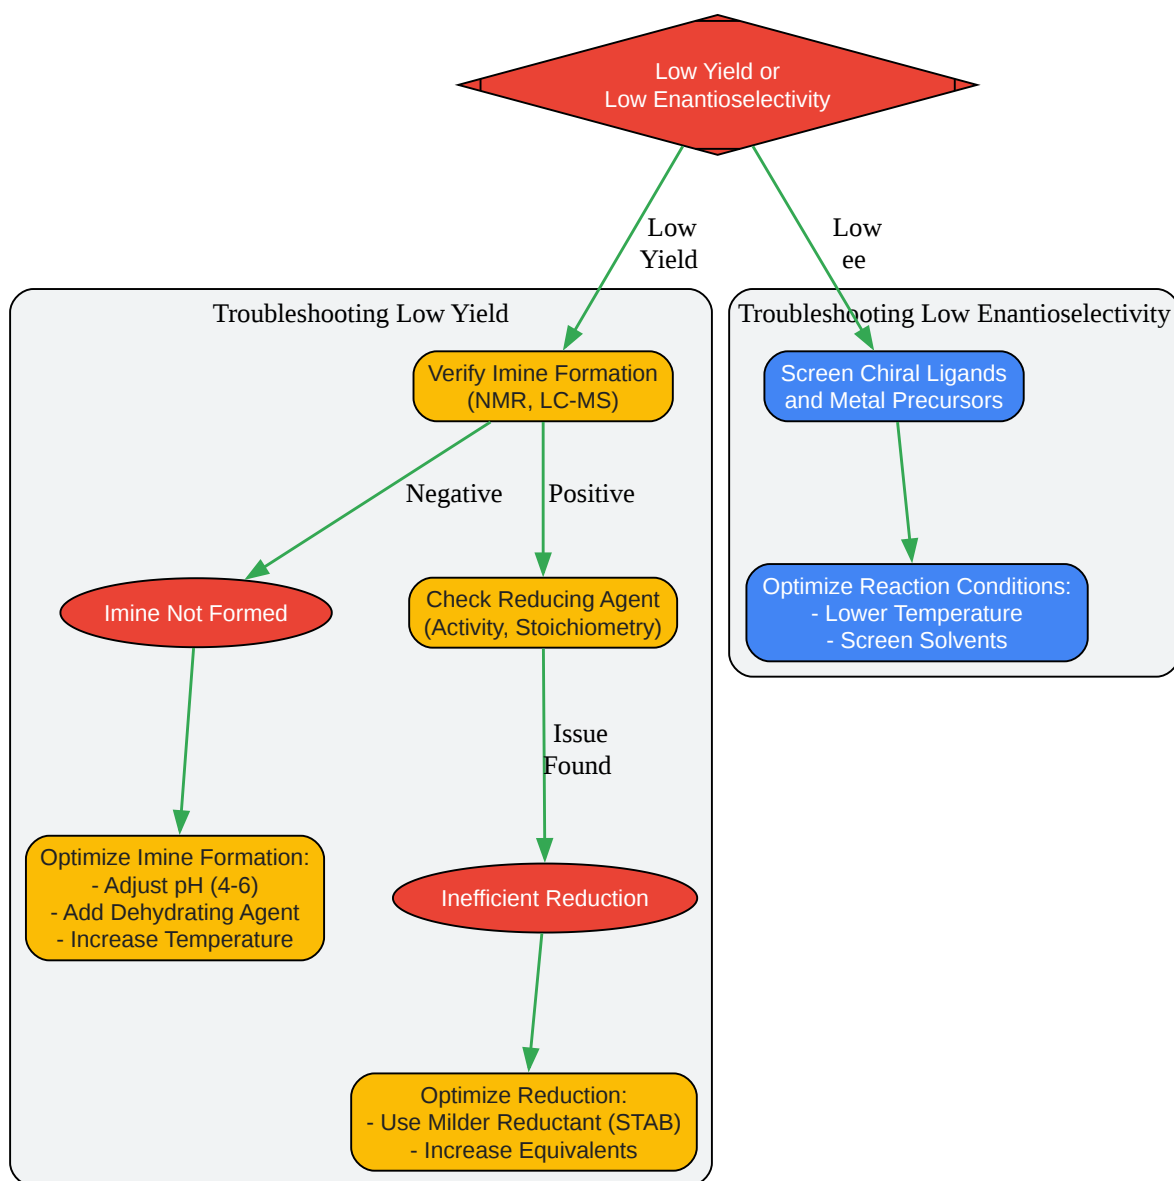 Low Yield or
Low Enantioselectivity
Low
Yield
Low
ee
Troubleshooting Low Yield
Troubleshooting Low Enantioselectivity
Verify Imine Formation
(NMR, LC-MS)
Screen Chiral Ligands
and Metal Precursors
Negative
Positive
Imine Not Formed
Check Reducing Agent
(Activity, Stoichiometry)
Optimize Reaction Conditions:
- Lower Temperature
- Screen Solvents
Issue
Found
Optimize Imine Formation:
- Adjust pH (4-6)
- Add Dehydrating Agent
- Increase Temperature
Inefficient Reduction
Optimize Reduction:
- Use Milder Reductant (STAB)
- Increase Equivalents